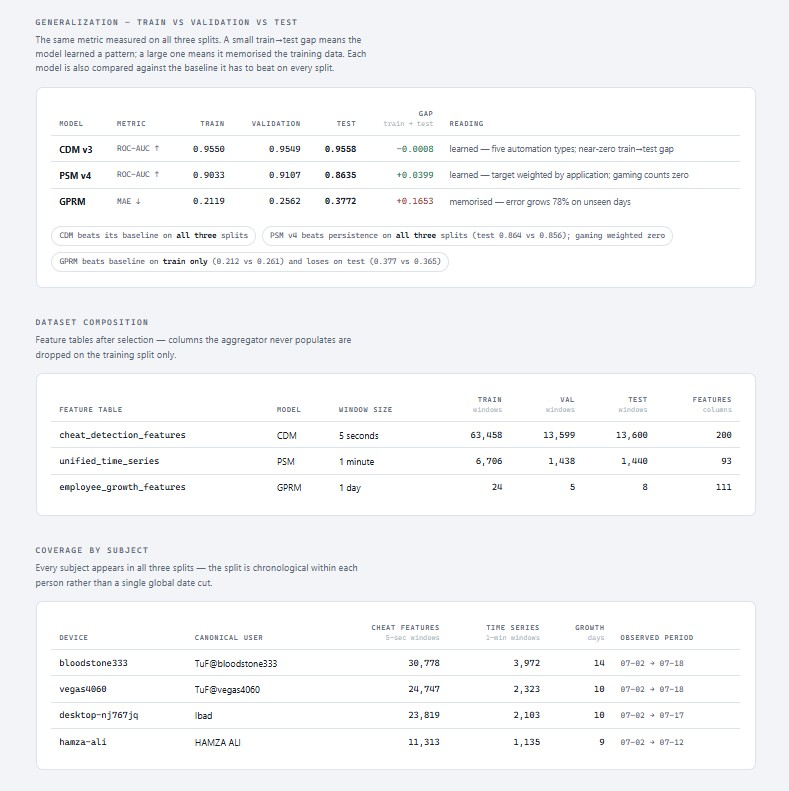 GENERALIZATION — TRAIN VS VALIDATION VS TEST
The same metric measured on all three splits. A small train→test gap means the
model learned a pattern; a large one means it memorised the training data. Each
model is also compared against the baseline it has to beat on every split.
MODEL METRIC TRAIN VALIDATION TEST GAP train → test READING
CDM v3 ROC-AUC ↑ 0.9550 0.9549 0.9558 −0.0008 learned — five automation types; near-zero train→test gap
PSM v4 ROC-AUC ↑ 0.9033 0.9107 0.8635 +0.0399 learned — target weighted by application; gaming counts zero
GPRM MAE ↓ 0.2119 0.2562 0.3772 +0.1653 memorised — error grows 78% on unseen days
CDM beats its baseline on all three splits
PSM v4 beats persistence on all three splits (test 0.864 vs 0.856); gaming weighted zero
GPRM beats baseline on train only (0.212 vs 0.261) and loses on test (0.377 vs 0.365)
DATASET COMPOSITION
Feature tables after selection — columns the aggregator never populates are
dropped on the training split only.
FEATURE TABLE MODEL WINDOW SIZE TRAIN windows VAL windows TEST windows FEATURES columns
cheat_detection_features CDM 5 seconds 63,458 13,599 13,600 200
unified_time_series PSM 1 minute 6,706 1,438 1,440 93
employee_growth_features GPRM 1 day 24 5 8 111
COVERAGE BY SUBJECT
Every subject appears in all three splits — the split is chronological within each
person rather than a single global date cut.
DEVICE CANONICAL USER CHEAT FEATURES 5-sec windows TIME SERIES 1-min windows GROWTH days OBSERVED PERIOD
bloodstone333 TuF@bloodstone333 30,778 3,972 14 07-02 → 07-18
vegas4060 TuF@vegas4060 24,747 2,323 10 07-02 → 07-18
desktop-nj767jq Ibad 23,819 2,103 10 07-02 → 07-17
hamza-ali HAMZA ALI 11,313 1,135 9 07-02 → 07-12